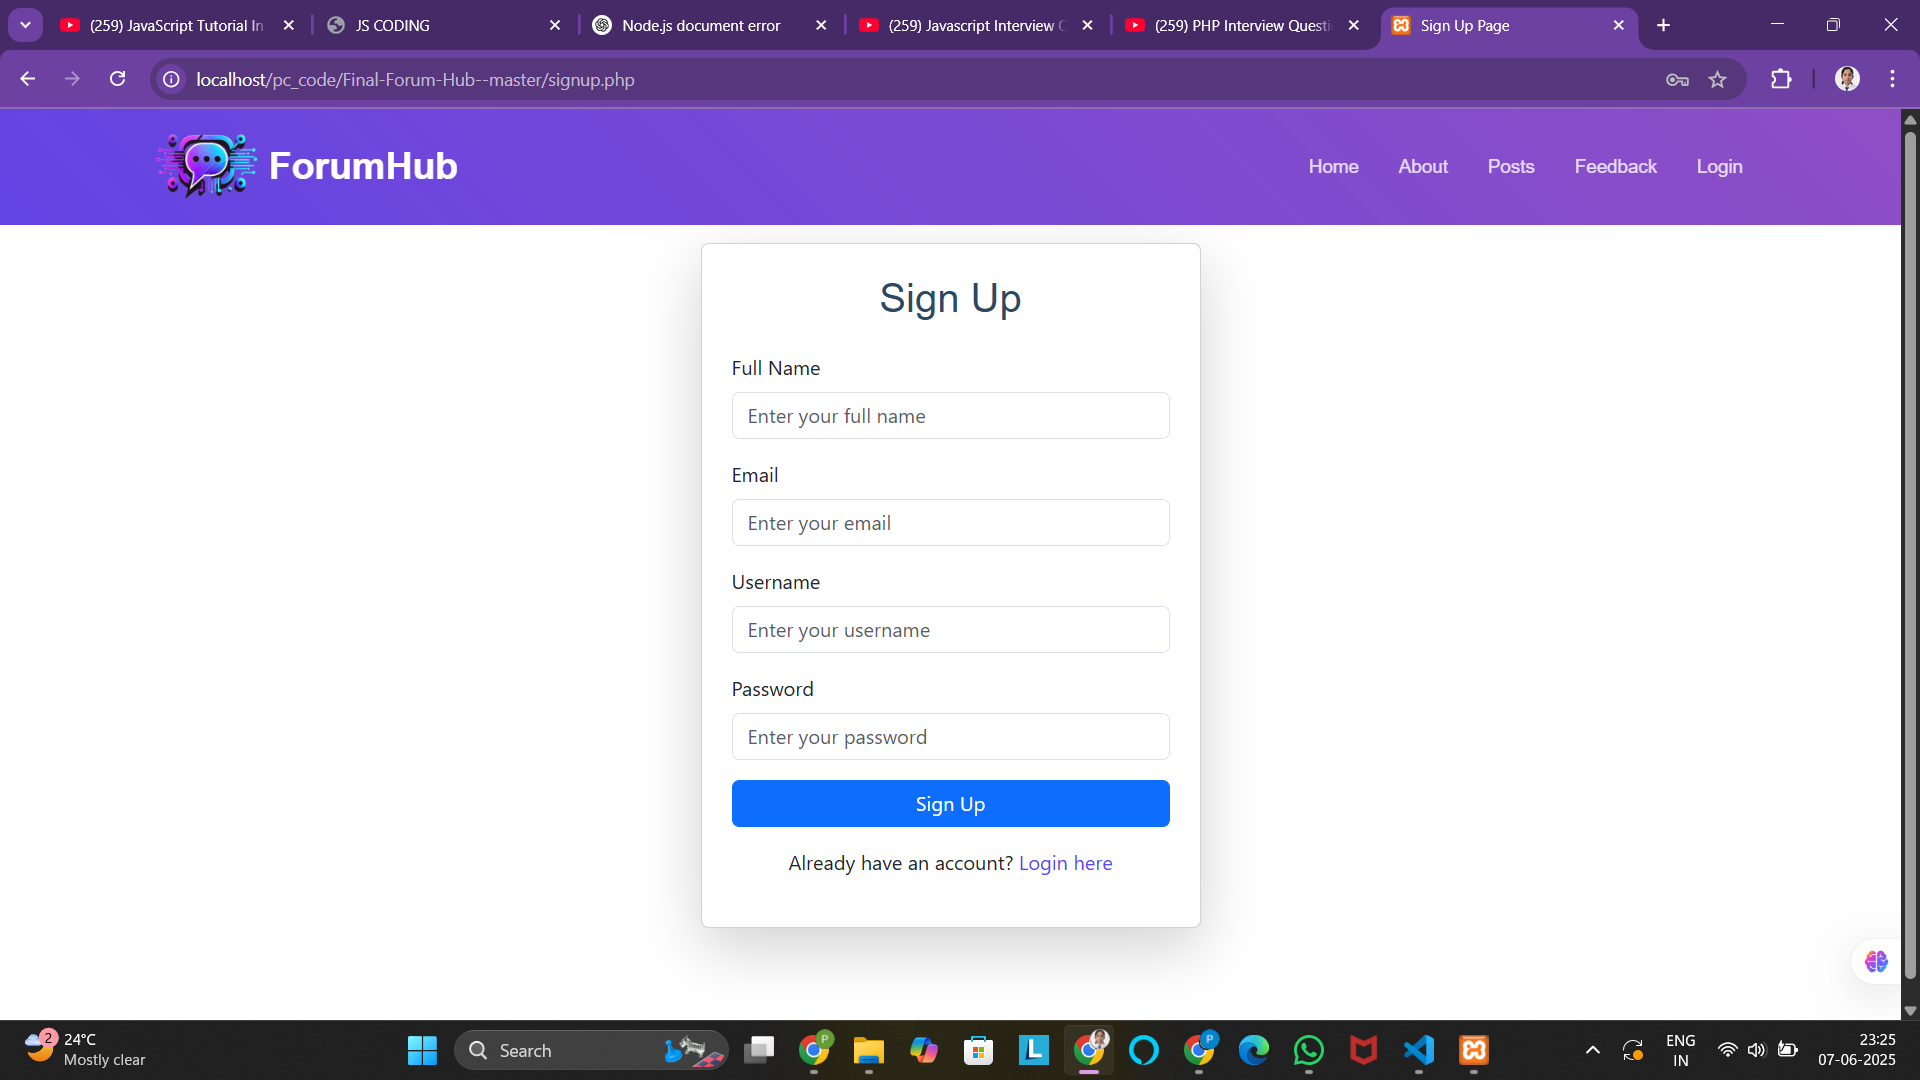 (259) JavaScript Tutorial In
JS CODING
Node.js document error
(259) Javascript Interview C
(259) PHP Interview Questi
Sign Up Page
localhost/pc_code/Final-Forum-Hub--master/signup.php
ForumHub
Home
About
Posts
Feedback
Login
Sign Up
Full Name
Enter your full name
Email
Enter your email
Username
Enter your username
Password
Enter your password
Sign Up
Already have an account? Login here
2
24°C
Mostly clear
Search
P
L
P
ENG
IN
23:25
07-06-2025